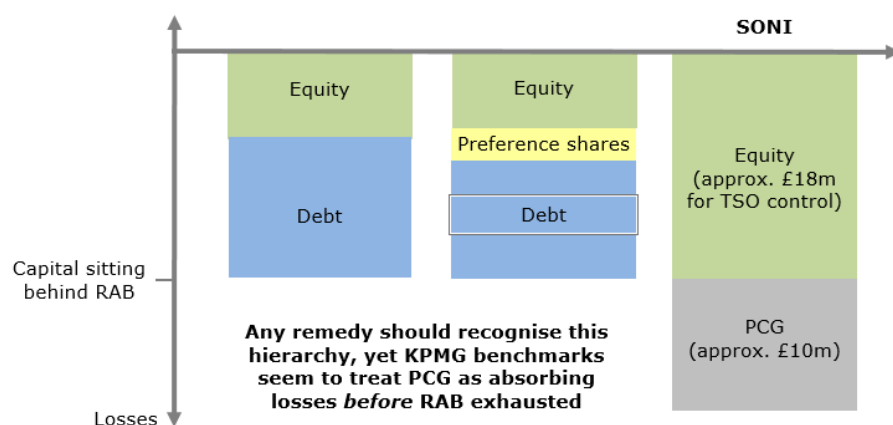 SONI
Equity
Equity
Preference shares
Equity
(approx. £18m
for TSO control)
Debt
Debt
Capital sitting
behind RAB
PCG
(approx. £10m)
Any remedy should recognise this
hierarchy, yet KPMG benchmarks
seem to treat PCG as absorbing
losses before RAB exhausted
Losses